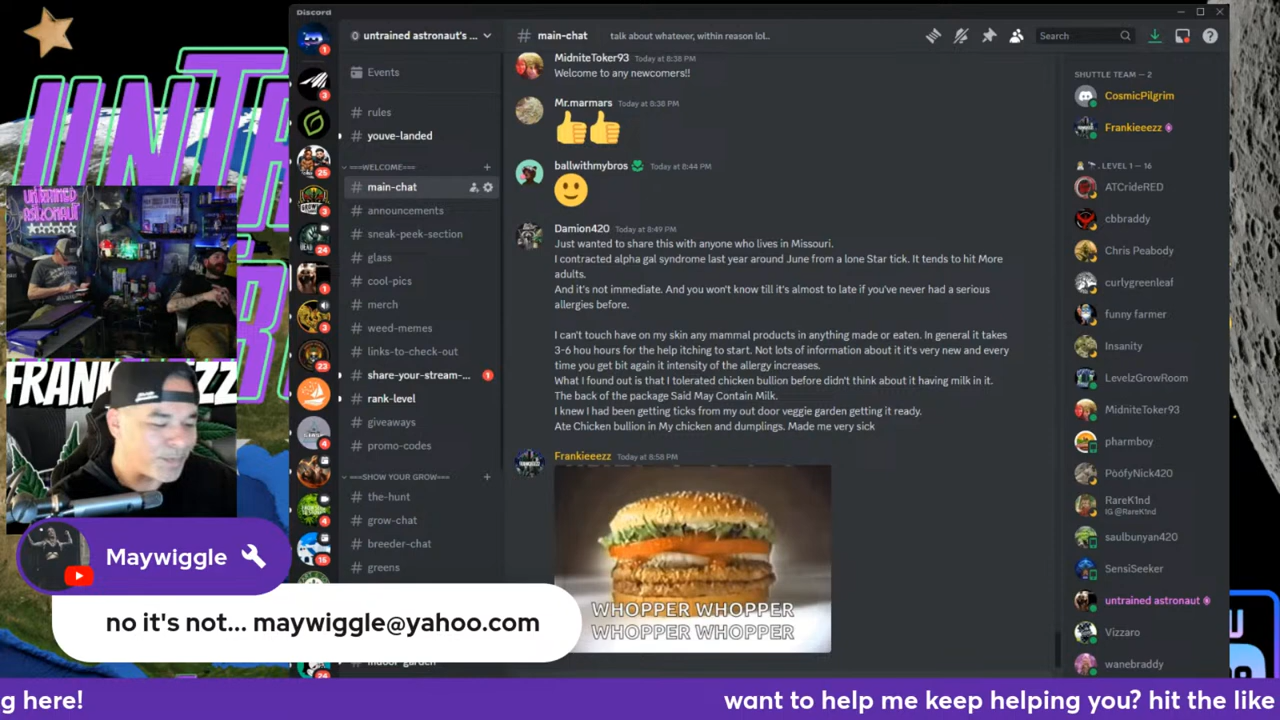 Discord
untrained astronaut's ...
# main-chat
talk about whatever, within reason lol..
Search
Events
# rules
# youve-landed
===WELCOME===
# main-chat
# announcements
# sneak-peek-section
# glass
# cool-pics
# merch
# weed-memes
# links-to-check-out
# share-your-stream-...
1
# rank-level
# giveaways
# promo-codes
===SHOW YOUR GROW===
# the-hunt
# grow-chat
# breeder-chat
# greens
MidniteToker93 Today at 8:38 PM
Welcome to any newcomers!!
Mr.marmars Today at 8:38 PM
ballwithmybros Today at 8:44 PM
Damion420 Today at 8:49 PM
Just wanted to share this with anyone who lives in Missouri.
I contracted alpha gal syndrome last year around June from a lone Star tick. It tends to hit More
adults.
And it's not immediate. And you won't know till it's almost to late if you've never had a serious
allergies before.
I can't touch have on my skin any mammal products in anything made or eaten. In general it takes
3-6 hou hours for the help itching to start. Not lots of information about it it's very new and every
time you get bit again it intensity of the allergy increases.
What I found out is that I tolerated chicken bullion before didn't think about it having milk in it.
The back of the package Said May Contain Milk.
I knew I had been getting ticks from my out door veggie garden getting it ready.
Ate Chicken bullion in My chicken and dumplings. Made me very sick
Frankieeezz Today at 8:58 PM
WHOPPER WHOPPER
WHOPPER WHOPPER
SHUTTLE TEAM — 2
CosmicPilgrim
Frankieeezz
. LEVEL 1 — 16
ATCrideRED
cbbraddy
Chris Peabody
curlygreenleaf
funny farmer
Insanity
LevelzGrowRoom
MidniteToker93
pharmboy
PòófyNick420
RareK1nd
IG @RareK1nd
saulbunyan420
SensiSeeker
untrained astronaut
Vizzaro
wanebraddy
UNTRAINED
ASTRONAUT
Maywiggle
no it's not... maywiggle@yahoo.com
g here!
want to help me keep helping you? hit the like